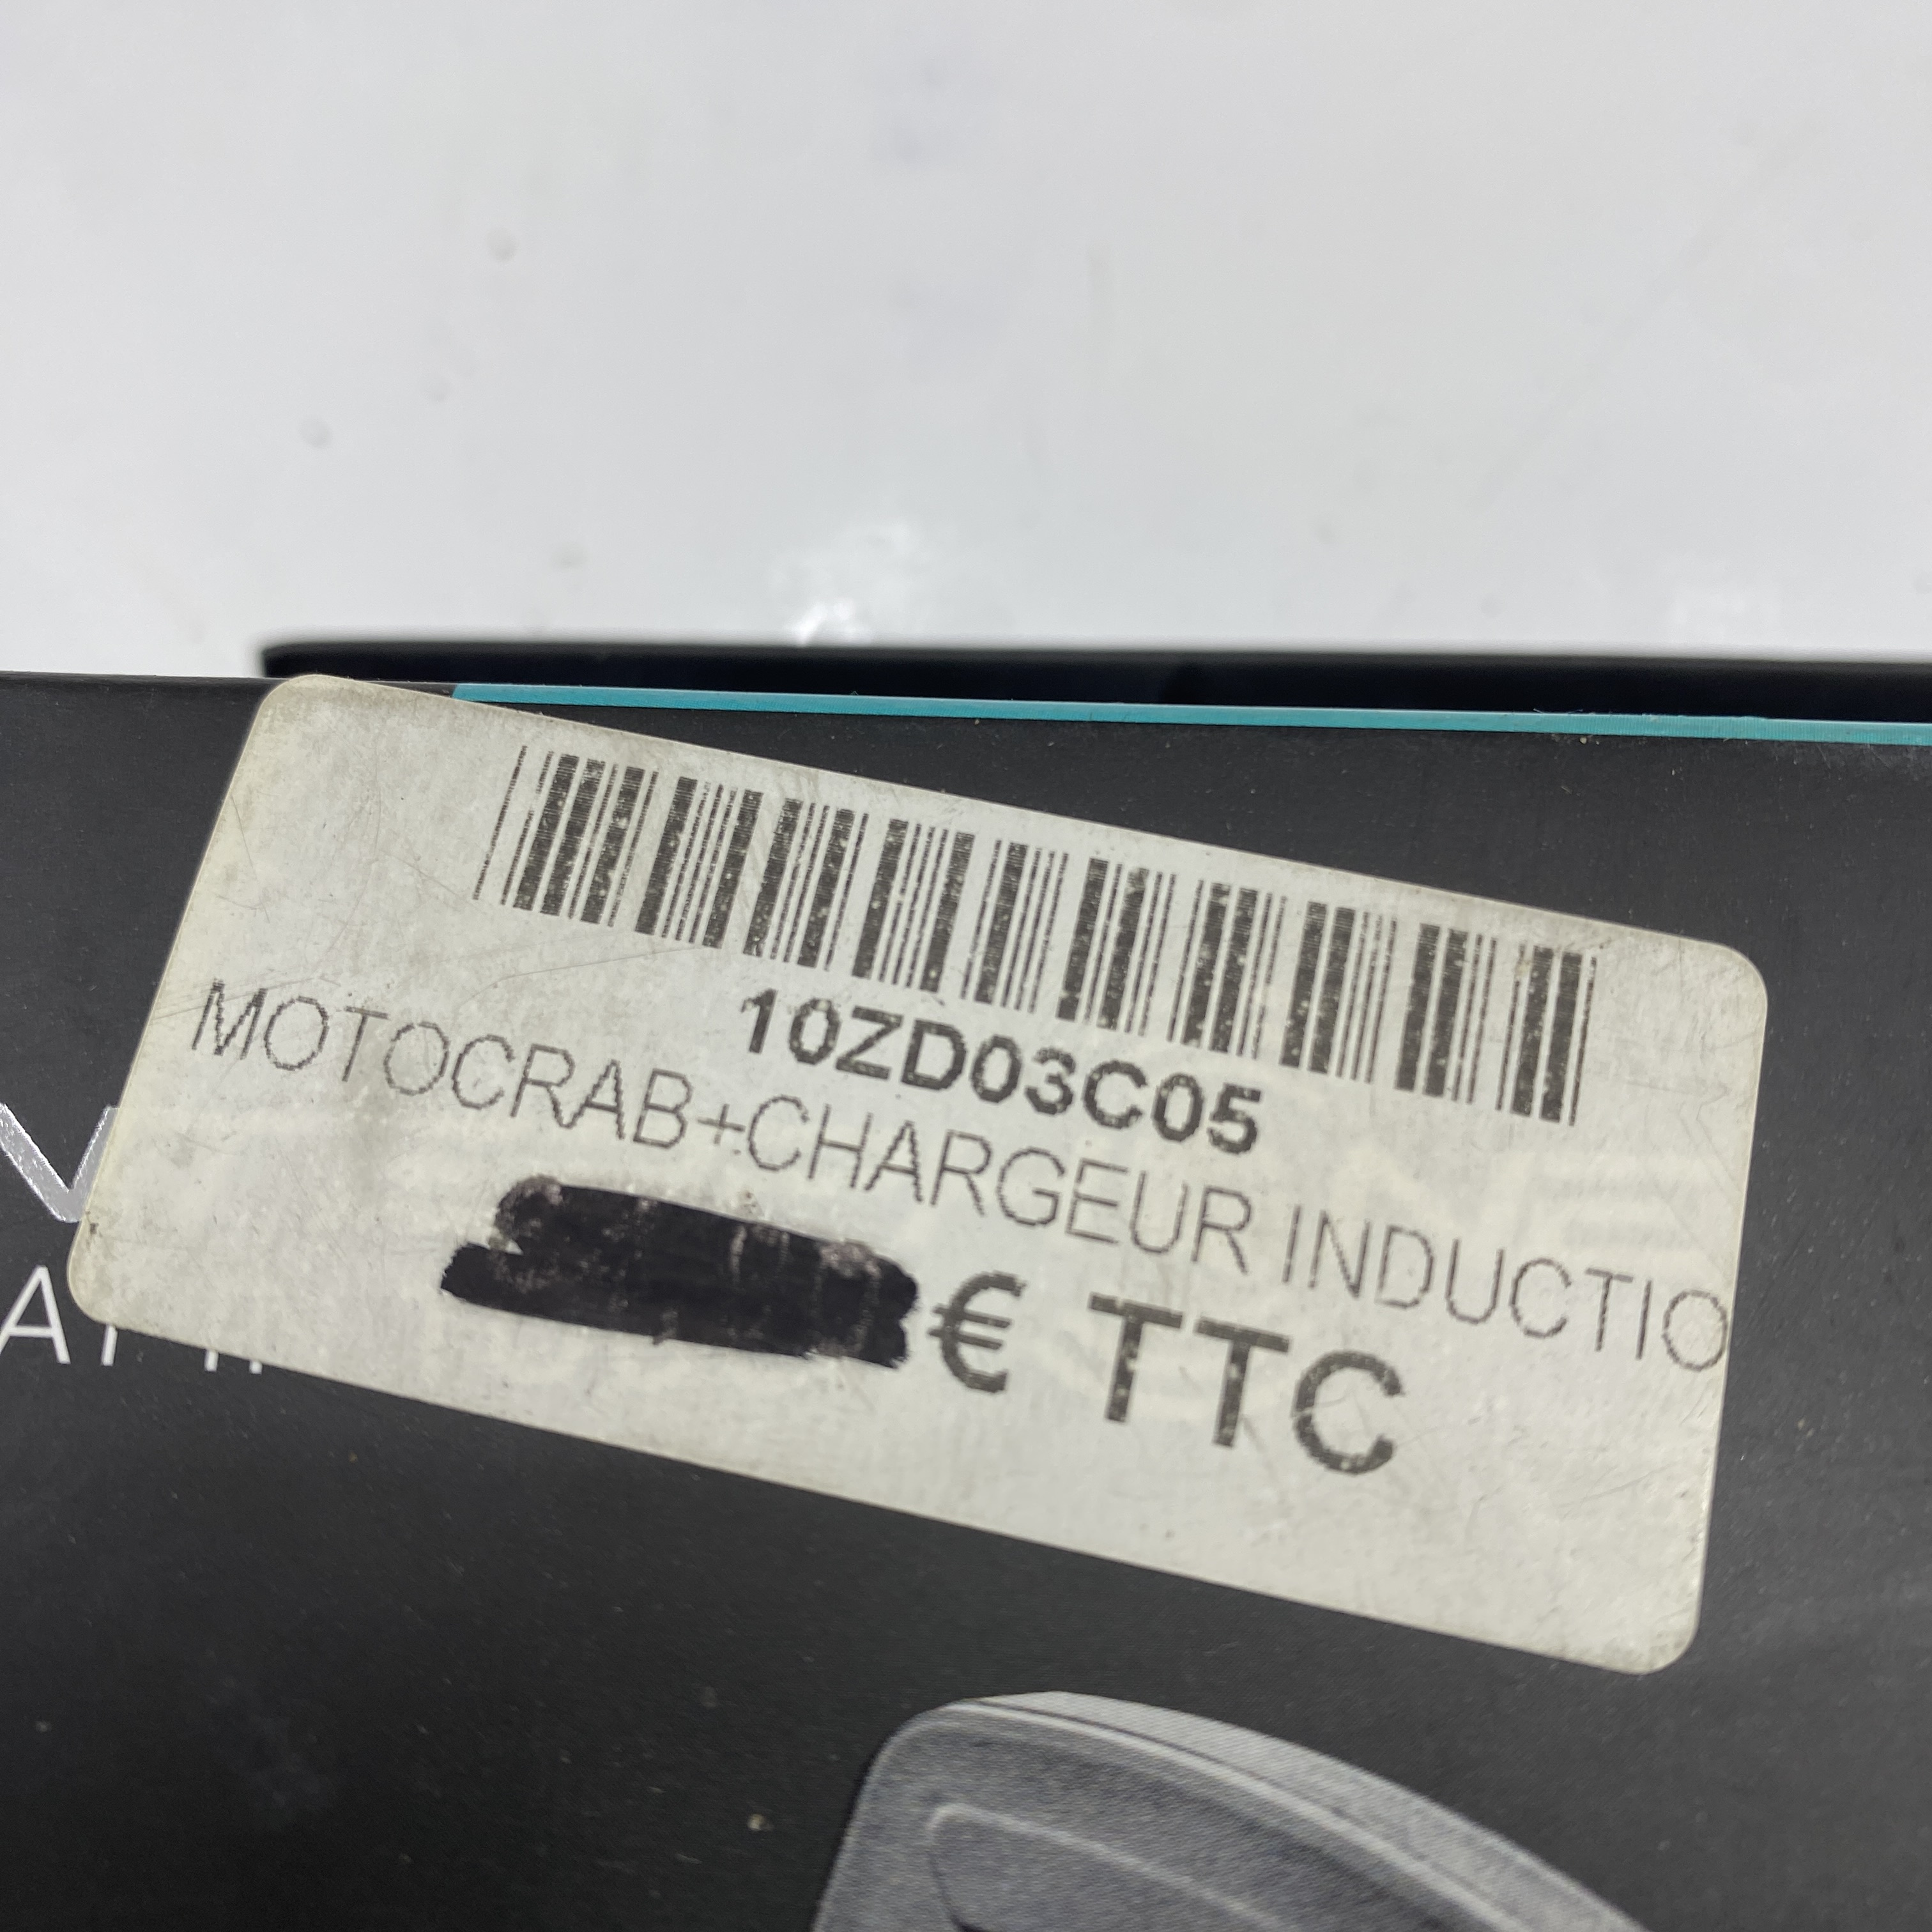 10ZD03C05
MOTOCRAB+CHARGEUR INDUCTIO
€ TTC